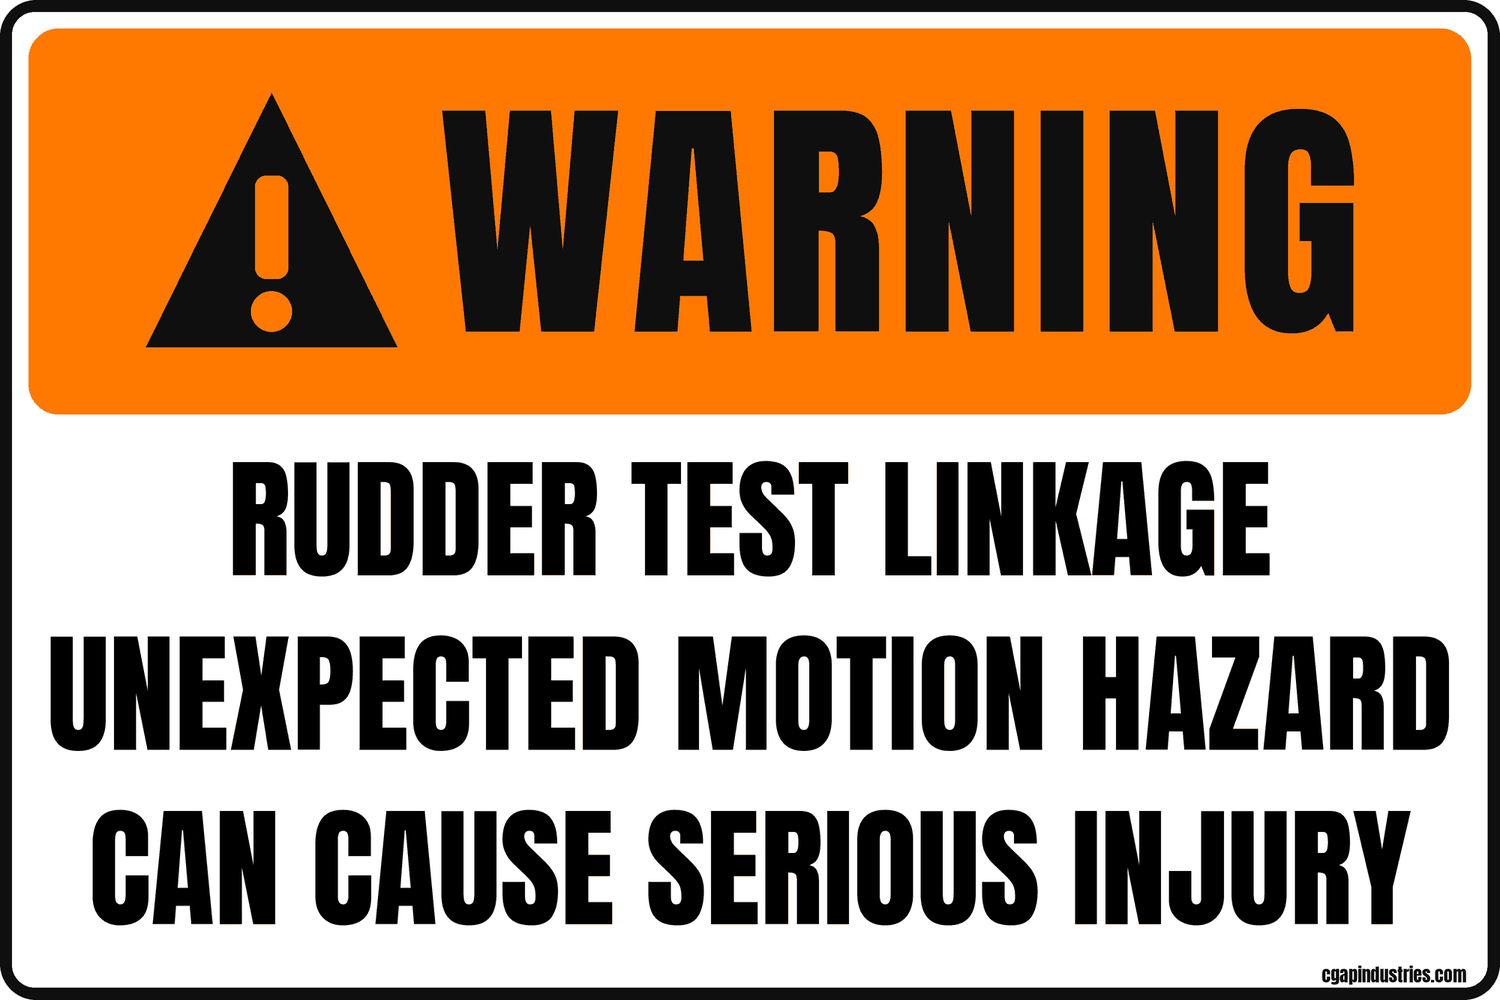 WARNING
RUDDER TEST LINKAGE
UNEXPECTED MOTION HAZARD
CAN CAUSE SERIOUS INJURY
cgapindustries.com